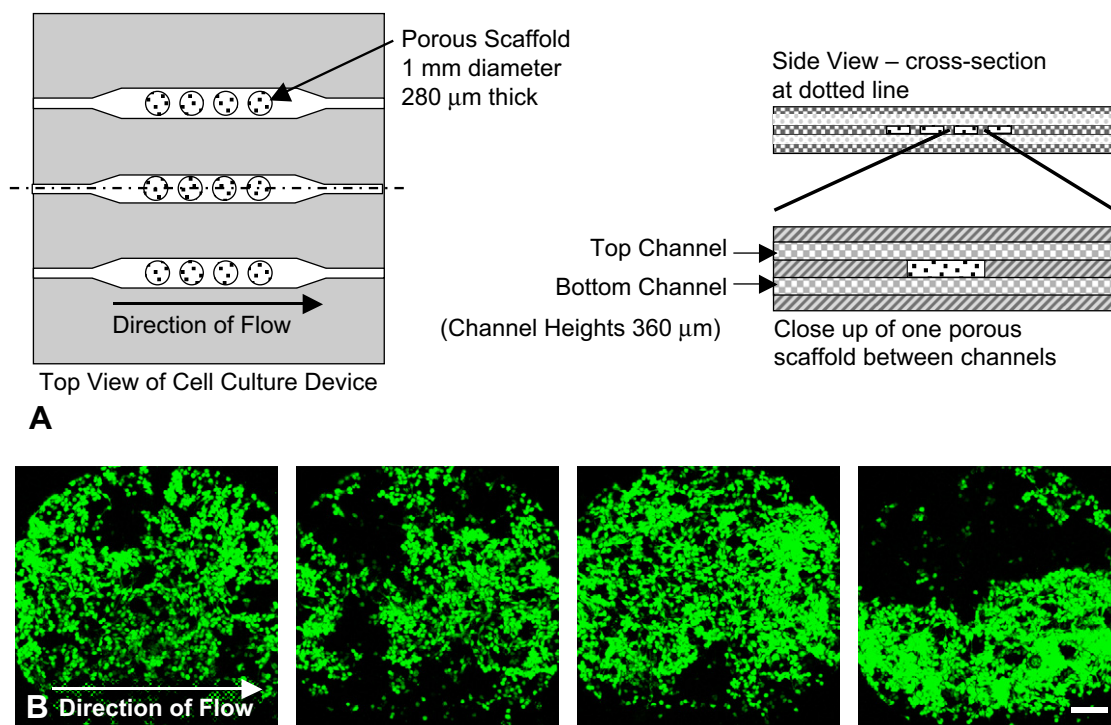 Porous Scaffold
1 mm diameter
280 μm thick
Direction of Flow
Top View of Cell Culture Device
Side View – cross-section
at dotted line
Top Channel
Bottom Channel
(Channel Heights 360 μm)
Close up of one porous
scaffold between channels
A
B Direction of Flow